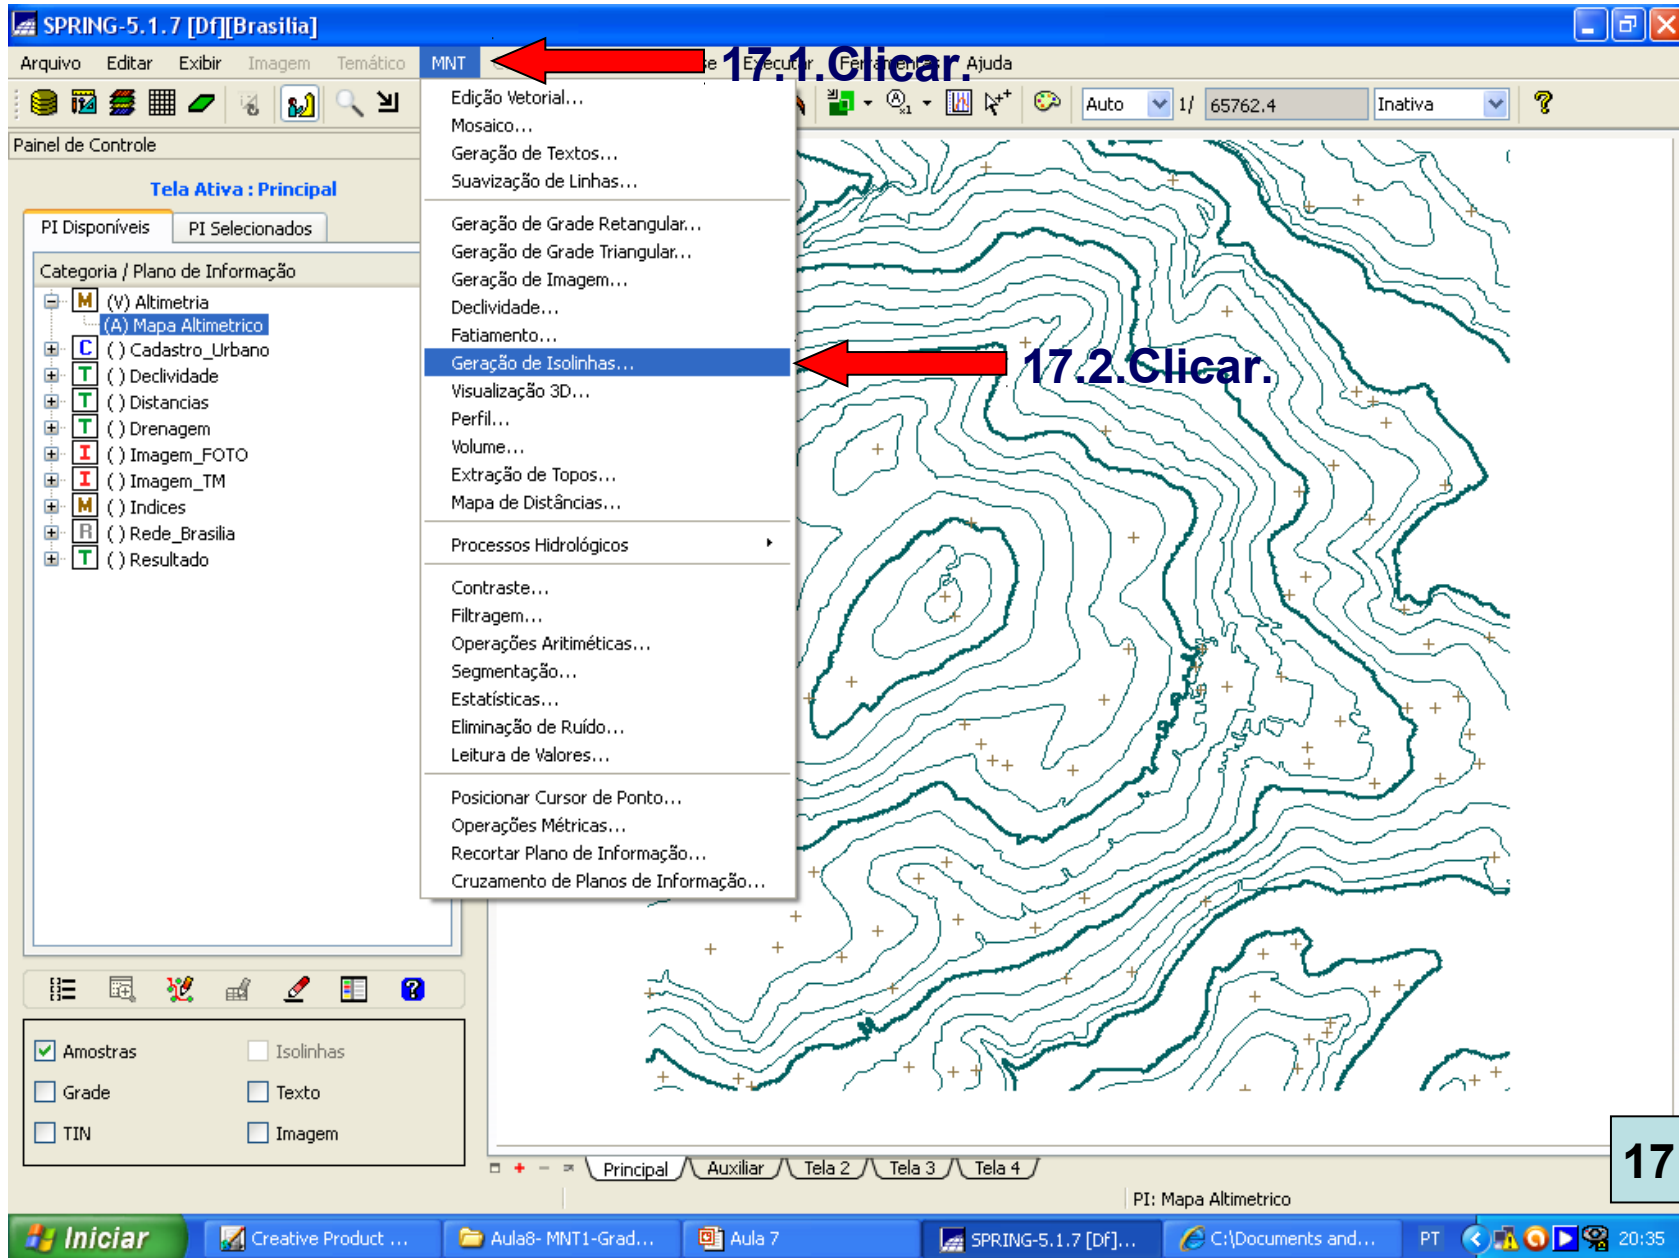 SPRING-5.1.7 [Df][Brasilia]
Arquivo Editar Exibir Imagem Temático MNT Executar Ferramentas Ajuda
17.1.Clicar.
Auto 1/ 65762.4 Inativa
Painel de Controle
Tela Ativa : Principal
PI Disponíveis PI Selecionados
Categoria / Plano de Informação
M (V) Altimetria
(A) Mapa Altimetrico
C ( ) Cadastro_Urbano
T ( ) Declividade
T ( ) Distancias
T ( ) Drenagem
I ( ) Imagem_FOTO
I ( ) Imagem_TM
M ( ) Indices
R ( ) Rede_Brasilia
T ( ) Resultado
Edição Vetorial...
Mosaico...
Geração de Textos...
Suavização de Linhas...
Geração de Grade Retangular...
Geração de Grade Triangular...
Geração de Imagem...
Declividade...
Fatiamento...
Geração de Isolinhas...
17.2.Clicar.
Visualização 3D...
Perfil...
Volume...
Extração de Topos...
Mapa de Distâncias...
Processos Hidrológicos
Contraste...
Filtragem...
Operações Aritiméticas...
Segmentação...
Estatísticas...
Eliminação de Ruído...
Leitura de Valores...
Posicionar Cursor de Ponto...
Operações Métricas...
Recortar Plano de Informação...
Cruzamento de Planos de Informação...
Amostras Isolinhas
Grade Texto
TIN Imagem
Principal Auxiliar Tela 2 Tela 3 Tela 4
17
PI: Mapa Altimetrico
Iniciar Creative Product ... Aula8- MNT1-Grad... Aula 7 SPRING-5.1.7 [Df]... C:\Documents and... PT 20:35